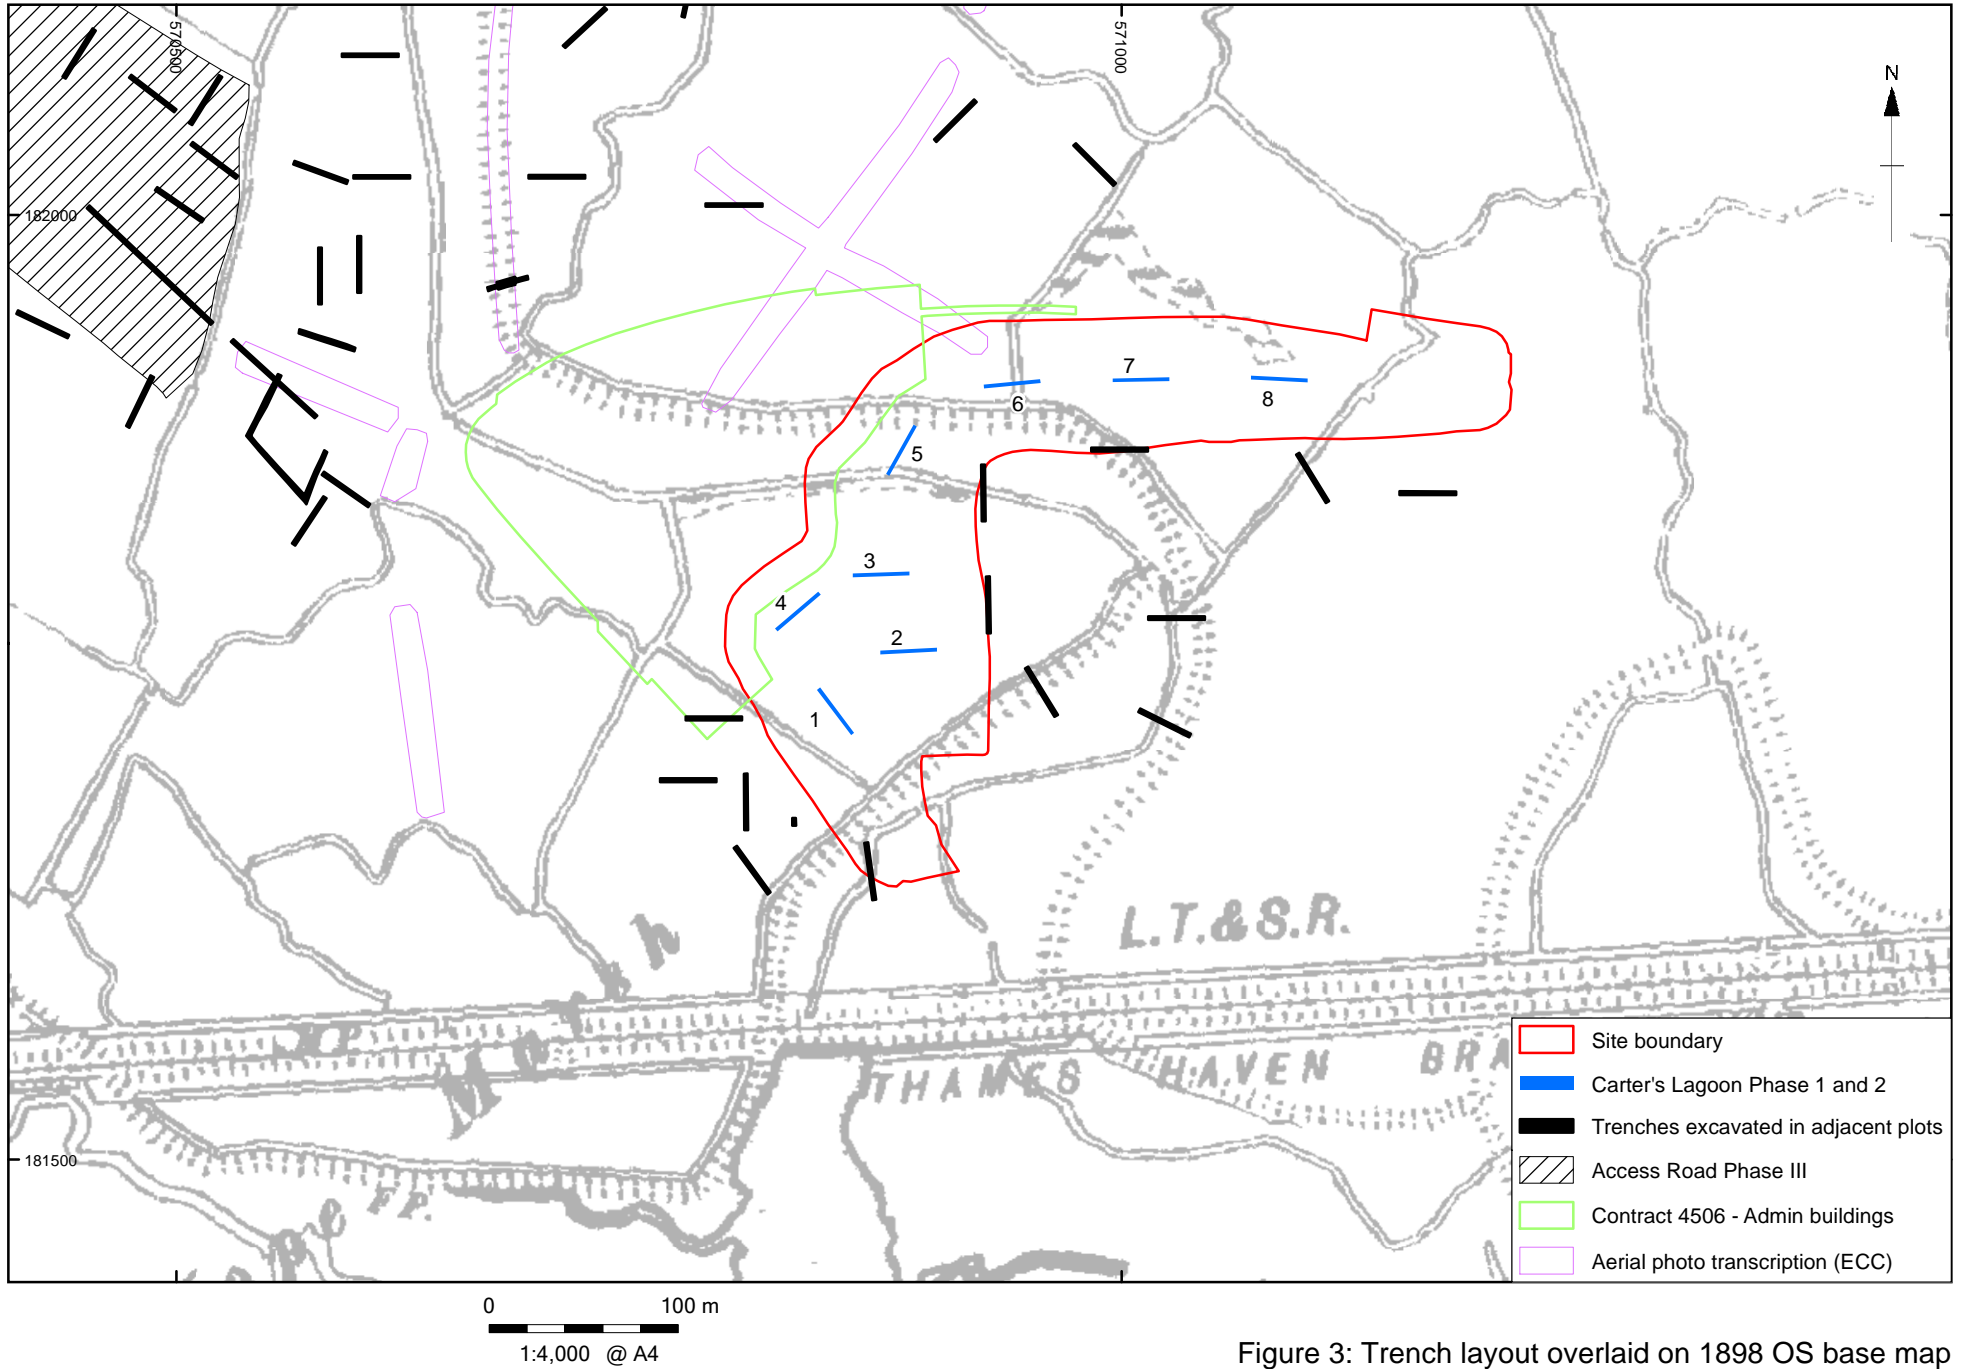 570500
571000
N
182000
7
6
8
5
3
4
2
1
L.T.&S.R.
THAMES HAVEN BRA
F.P.
181500
Site boundary
Carter's Lagoon Phase 1 and 2
Trenches excavated in adjacent plots
Access Road Phase III
Contract 4506 - Admin buildings
Aerial photo transcription (ECC)
0 100 m
1:4,000 @ A4
Figure 3: Trench layout overlaid on 1898 OS base map